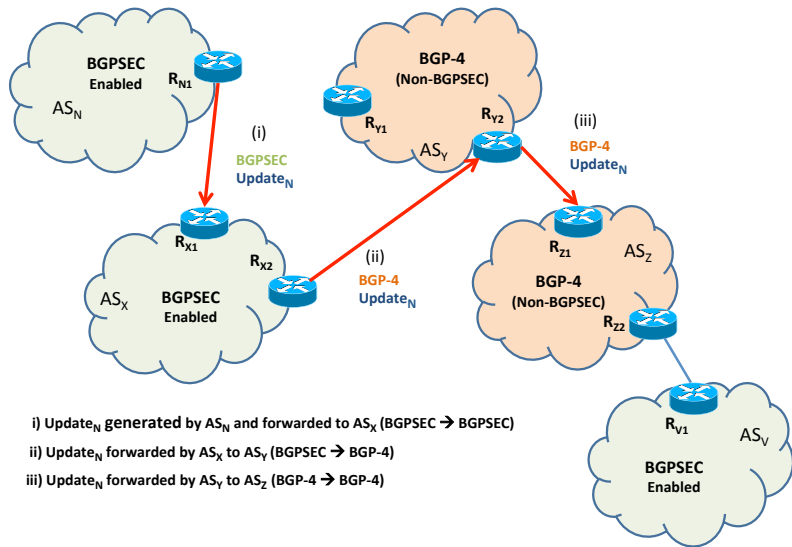 BGPSEC
Enabled
R_N1
AS_N
(i)
BGPSEC
Update_N
BGP-4
(Non-BGPSEC)
R_Y1
R_Y2
AS_Y
(iii)
BGP-4
Update_N
R_X1
R_X2
AS_X
BGPSEC
Enabled
(ii)
BGP-4
Update_N
R_Z1
AS_Z
BGP-4
(Non-BGPSEC)
R_Z2
R_V1
AS_V
BGPSEC
Enabled
i) Update_N generated by AS_N and forwarded to AS_X (BGPSEC → BGPSEC)
ii) Update_N forwarded by AS_X to AS_Y (BGPSEC → BGP-4)
iii) Update_N forwarded by AS_Y to AS_Z (BGP-4 → BGP-4)